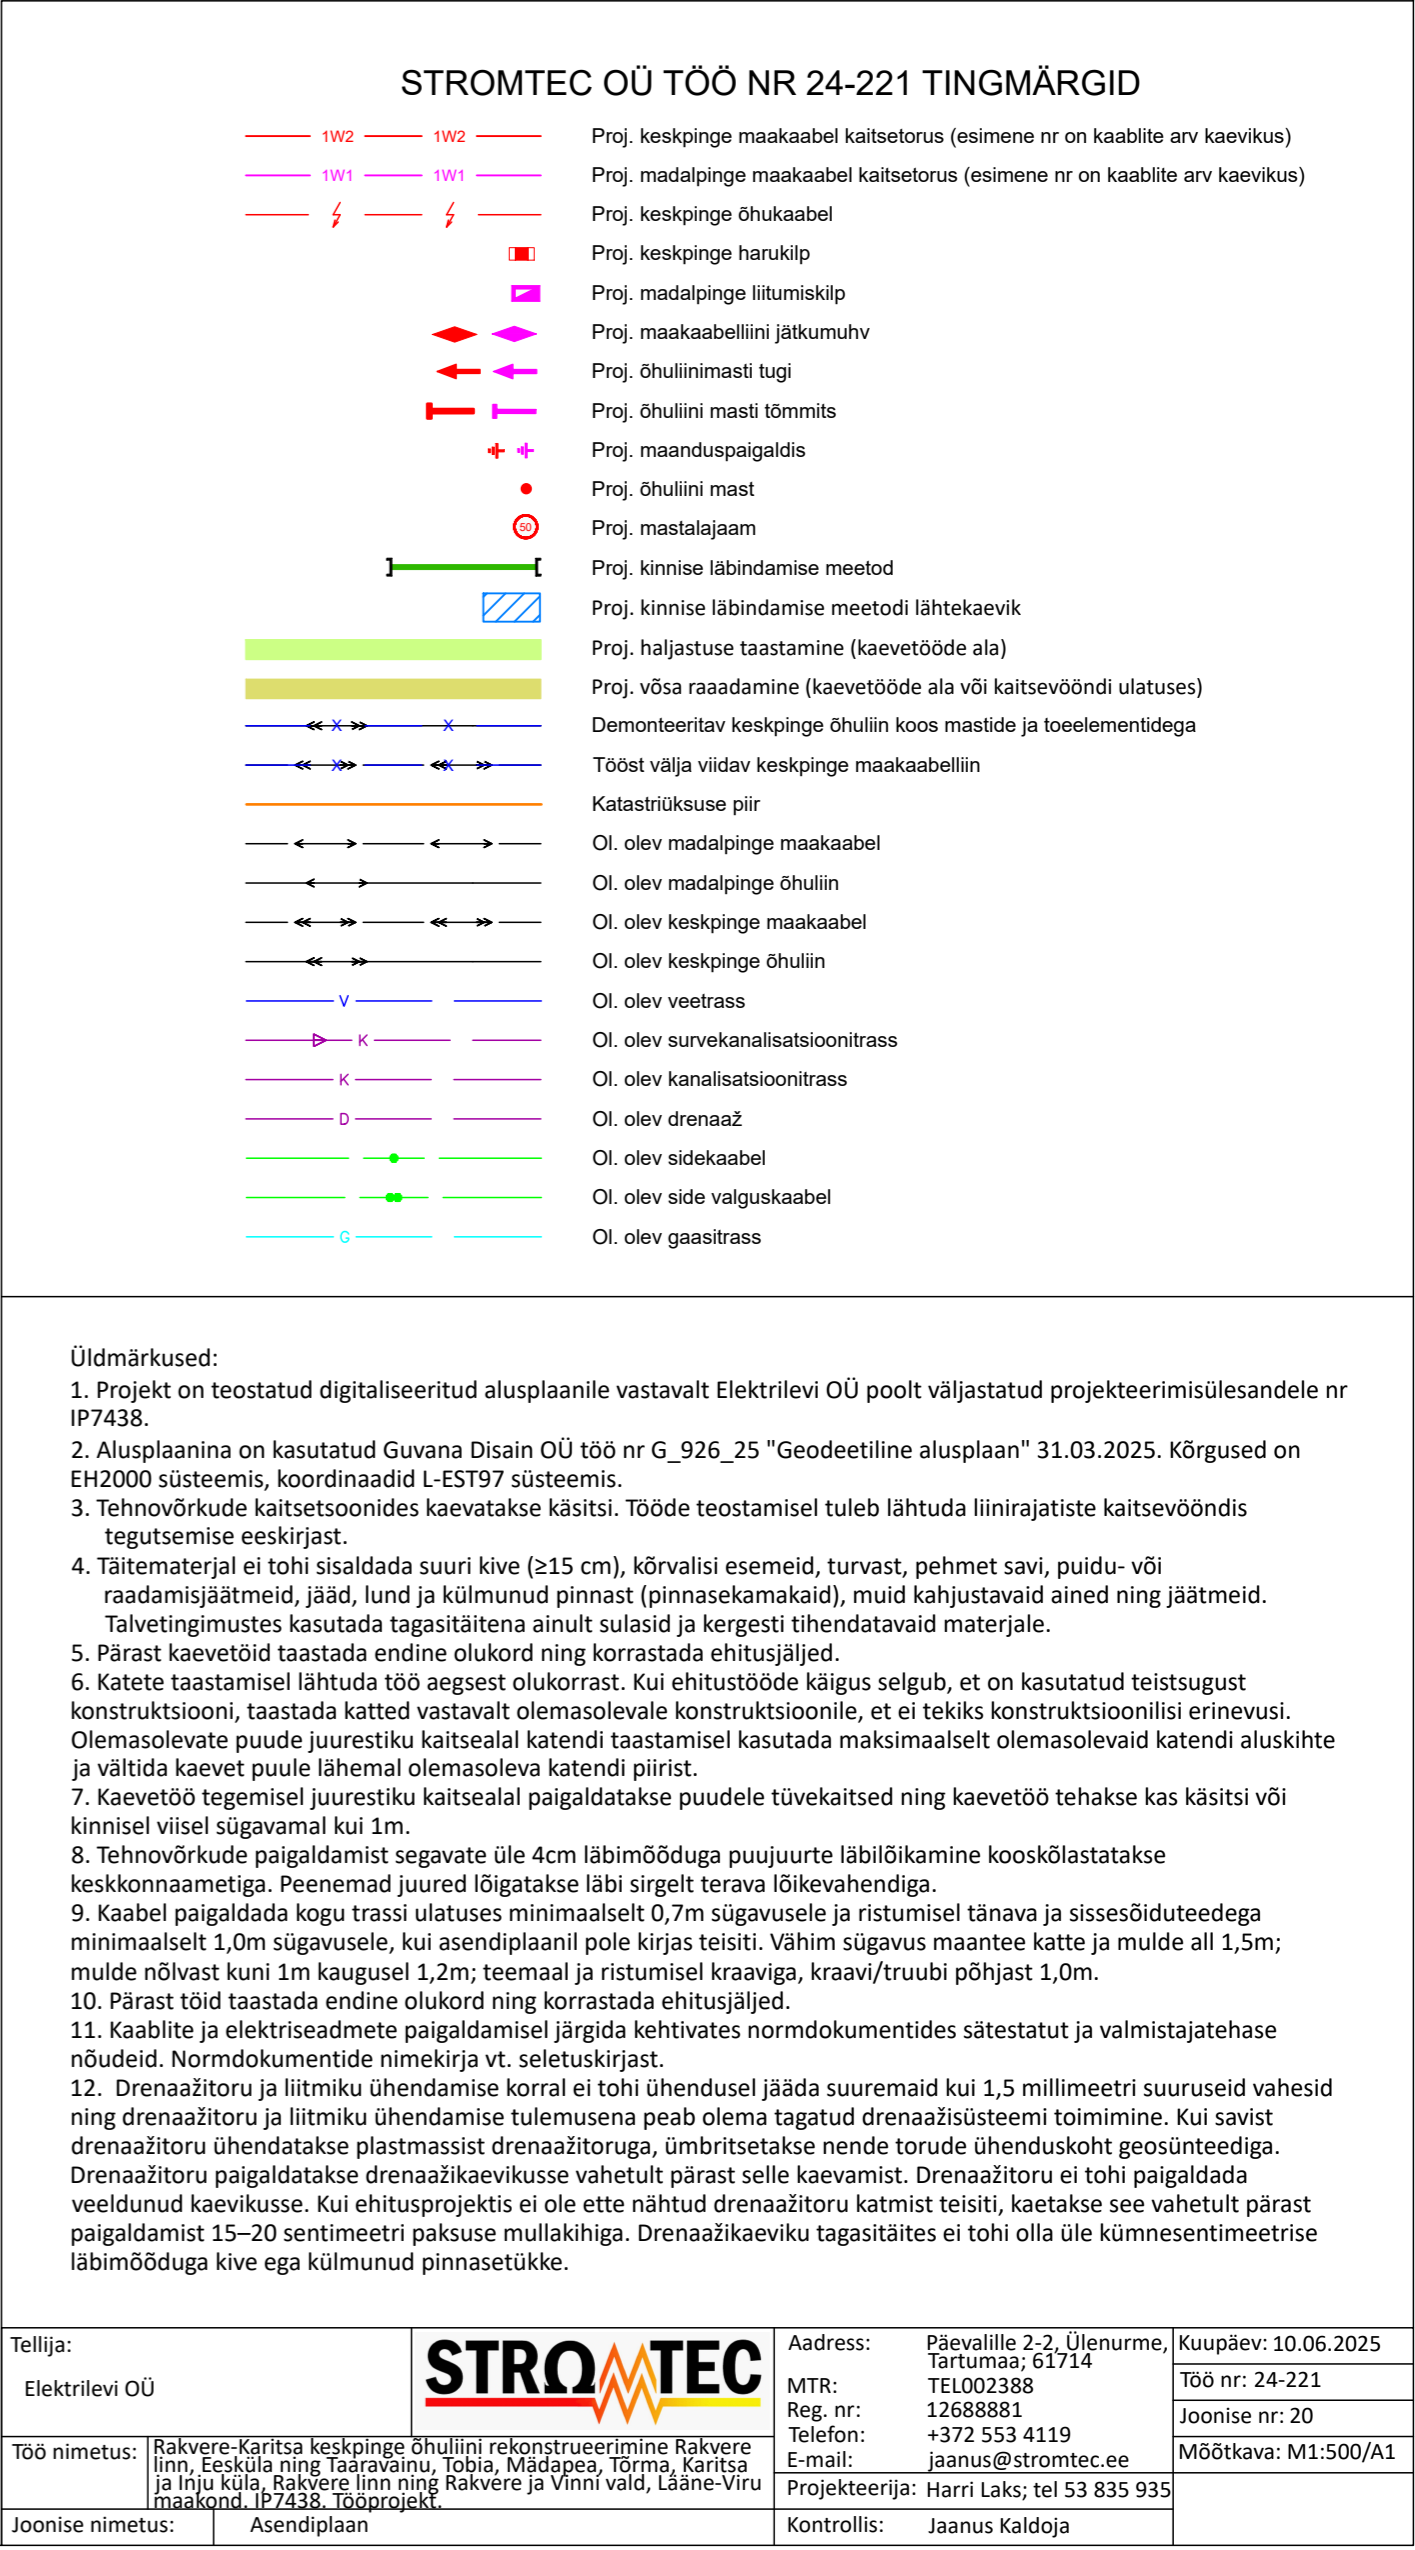 STROMTEC OÜ TÖÖ NR 24-221 TINGMÄRGID
1W2 1W2 Proj. keskpinge maakaabel kaitsetorus (esimene nr on kaablite arv kaevikus)
1W1 1W1 Proj. madalpinge maakaabel kaitsetorus (esimene nr on kaablite arv kaevikus)
Proj. keskpinge õhukaabel
Proj. keskpinge harukilp
Proj. madalpinge liitumiskilp
Proj. maakaabelliini jätkumuhv
Proj. õhuliinimasti tugi
Proj. õhuliini masti tõmmits
Proj. maanduspaigaldis
Proj. õhuliini mast
50 Proj. mastalajaam
Proj. kinnise läbindamise meetod
Proj. kinnise läbindamise meetodi lähtekaevik
Proj. haljastuse taastamine (kaevetööde ala)
Proj. võsa raaadamine (kaevetööde ala või kaitsevööndi ulatuses)
X X Demonteeritav keskpinge õhuliin koos mastide ja toeelementidega
X X Tööst välja viidav keskpinge maakaabelliin
Katastriüksuse piir
Ol. olev madalpinge maakaabel
Ol. olev madalpinge õhuliin
Ol. olev keskpinge maakaabel
Ol. olev keskpinge õhuliin
V Ol. olev veetrass
K Ol. olev survekanalisatsioonitrass
K Ol. olev kanalisatsioonitrass
D Ol. olev drenaaž
Ol. olev sidekaabel
Ol. olev side valguskaabel
G Ol. olev gaasitrass
Üldmärkused:
1. Projekt on teostatud digitaliseeritud alusplaanile vastavalt Elektrilevi OÜ poolt väljastatud projekteerimisülesandele nr
IP7438.
2. Alusplaanina on kasutatud Guvana Disain OÜ töö nr G_926_25 "Geodeetiline alusplaan" 31.03.2025. Kõrgused on
EH2000 süsteemis, koordinaadid L-EST97 süsteemis.
3. Tehnovõrkude kaitsetsoonides kaevatakse käsitsi. Tööde teostamisel tuleb lähtuda liinirajatiste kaitsevööndis
tegutsemise eeskirjast.
4. Täitematerjal ei tohi sisaldada suuri kive (≥15 cm), kõrvalisi esemeid, turvast, pehmet savi, puidu- või
raadamisjäätmeid, jääd, lund ja külmunud pinnast (pinnasekamakaid), muid kahjustavaid ained ning jäätmeid.
Talvetingimustes kasutada tagasitäitena ainult sulasid ja kergesti tihendatavaid materjale.
5. Pärast kaevetöid taastada endine olukord ning korrastada ehitusjäljed.
6. Katete taastamisel lähtuda töö aegsest olukorrast. Kui ehitustööde käigus selgub, et on kasutatud teistsugust
konstruktsiooni, taastada katted vastavalt olemasolevale konstruktsioonile, et ei tekiks konstruktsioonilisi erinevusi.
Olemasolevate puude juurestiku kaitsealal katendi taastamisel kasutada maksimaalselt olemasolevaid katendi aluskihte
ja vältida kaevet puule lähemal olemasoleva katendi piirist.
7. Kaevetöö tegemisel juurestiku kaitsealal paigaldatakse puudele tüvekaitsed ning kaevetöö tehakse kas käsitsi või
kinnisel viisel sügavamal kui 1m.
8. Tehnovõrkude paigaldamist segavate üle 4cm läbimõõduga puujuurte läbilõikamine kooskõlastatakse
keskkonnaametiga. Peenemad juured lõigatakse läbi sirgelt terava lõikevahendiga.
9. Kaabel paigaldada kogu trassi ulatuses minimaalselt 0,7m sügavusele ja ristumisel tänava ja sissesõiduteedega
minimaalselt 1,0m sügavusele, kui asendiplaanil pole kirjas teisiti. Vähim sügavus maantee katte ja mulde all 1,5m;
mulde nõlvast kuni 1m kaugusel 1,2m; teemaal ja ristumisel kraaviga, kraavi/truubi põhjast 1,0m.
10. Pärast töid taastada endine olukord ning korrastada ehitusjäljed.
11. Kaablite ja elektriseadmete paigaldamisel järgida kehtivates normdokumentides sätestatut ja valmistajatehase
nõudeid. Normdokumentide nimekirja vt. seletuskirjast.
12. Drenaažitoru ja liitmiku ühendamise korral ei tohi ühendusel jääda suuremaid kui 1,5 millimeetri suuruseid vahesid
ning drenaažitoru ja liitmiku ühendamise tulemusena peab olema tagatud drenaažisüsteemi toimimine. Kui savist
drenaažitoru ühendatakse plastmassist drenaažitoruga, ümbritsetakse nende torude ühenduskoht geosünteediga.
Drenaažitoru paigaldatakse drenaažikaevikusse vahetult pärast selle kaevamist. Drenaažitoru ei tohi paigaldada
veeldunud kaevikusse. Kui ehitusprojektis ei ole ette nähtud drenaažitoru katmist teisiti, kaetakse see vahetult pärast
paigaldamist 15–20 sentimeetri paksuse mullakihiga. Drenaažikaeviku tagasitäites ei tohi olla üle kümnesentimeetrise
läbimõõduga kive ega külmunud pinnasetükke.
Tellija:
Elektrilevi OÜ
STROMTEC
Aadress: Päevalille 2-2, Ülenurme,
Tartumaa; 61714
MTR: TEL002388
Reg. nr: 12688881
Telefon: +372 553 4119
E-mail: jaanus@stromtec.ee
Kuupäev: 10.06.2025
Töö nr: 24-221
Joonise nr: 20
Mõõtkava: M1:500/A1
Töö nimetus: Rakvere-Karitsa keskpinge õhuliini rekonstrueerimine Rakvere
linn, Eesküla ning Taaravainu, Tobia, Mädapea, Tõrma, Karitsa
ja Inju küla, Rakvere linn ning Rakvere ja Vinni vald, Lääne-Viru
maakond. IP7438. Tööprojekt.
Projekteerija: Harri Laks; tel 53 835 935
Joonise nimetus: Asendiplaan
Kontrollis: Jaanus Kaldoja